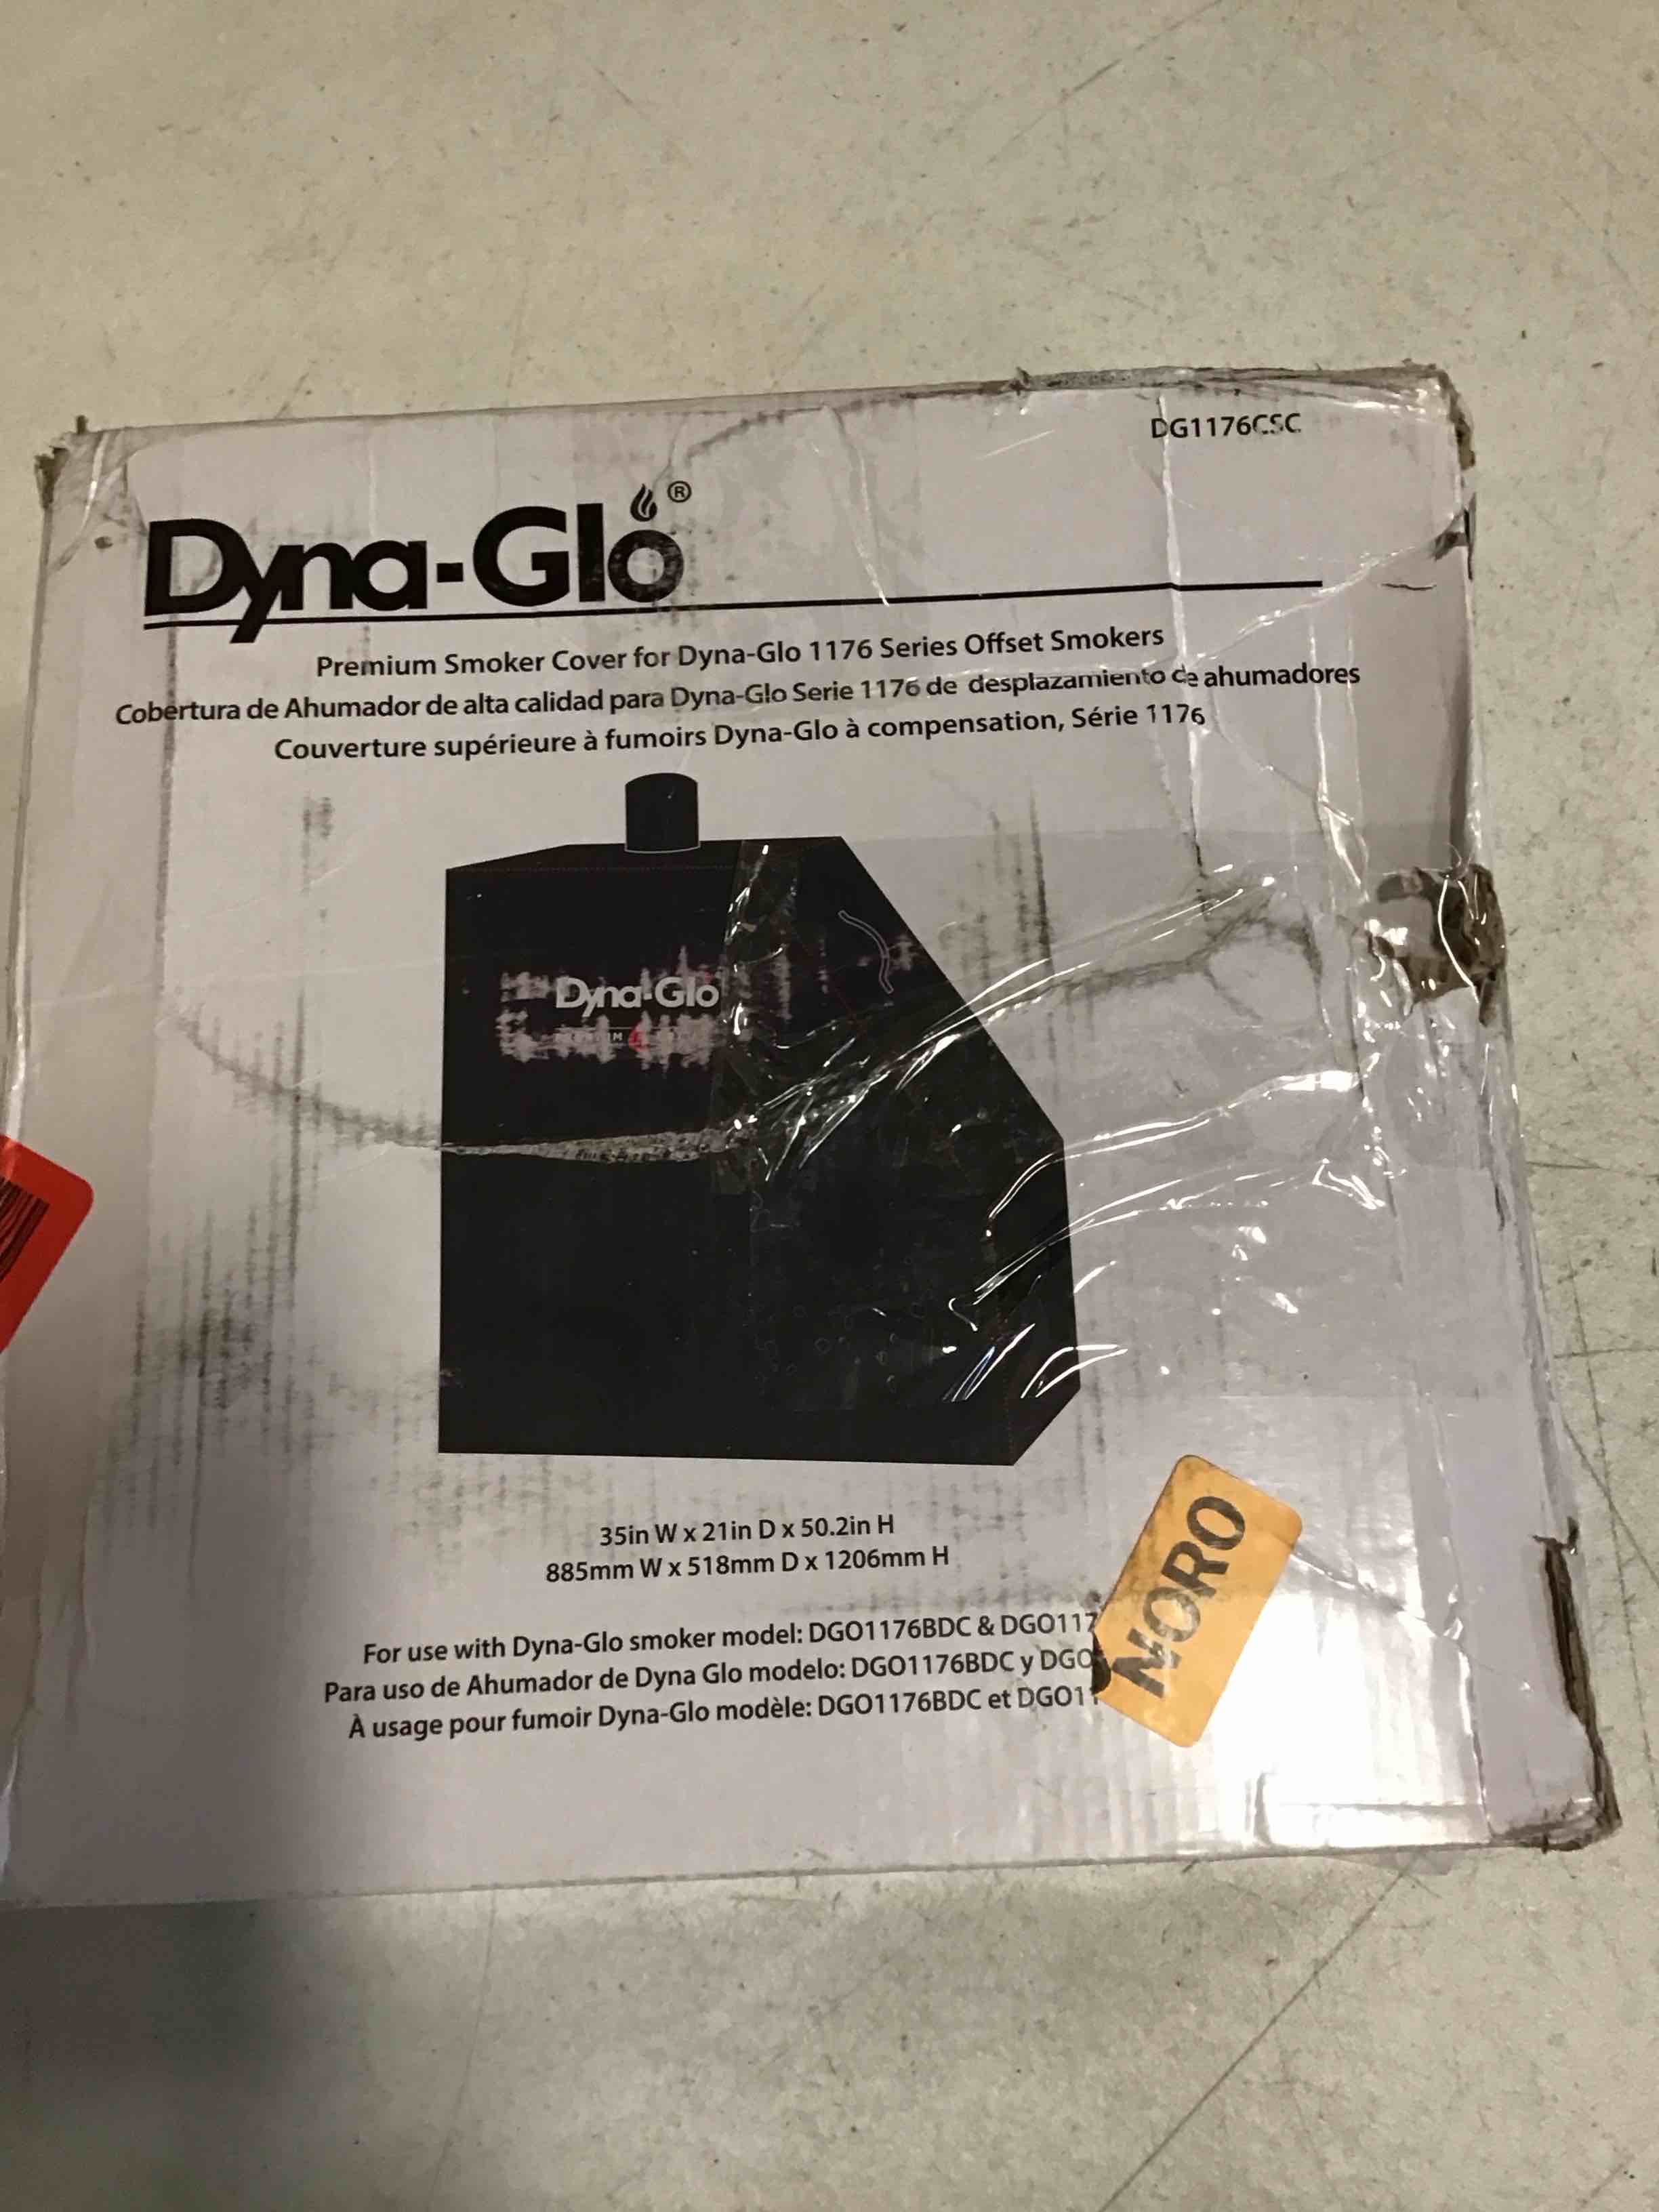 DG1176CSC
Dyna-Glo®
Premium Smoker Cover for Dyna-Glo 1176 Series Offset Smokers
Cobertura de Ahumador de alta calidad para Dyna-Glo Serie 1176 de desplazamiento de ahumadores
Couverture supérieure à fumoirs Dyna-Glo à compensation, Série 1176
Dyna-Glo
35in W x 21in D x 50.2in H
885mm W x 518mm D x 1206mm H
For use with Dyna-Glo smoker model: DGO1176BDC & DGO117
Para uso de Ahumador de Dyna Glo modelo: DGO1176BDC y DGO
À usage pour fumoir Dyna-Glo modèle: DGO1176BDC et DGO11
NORO